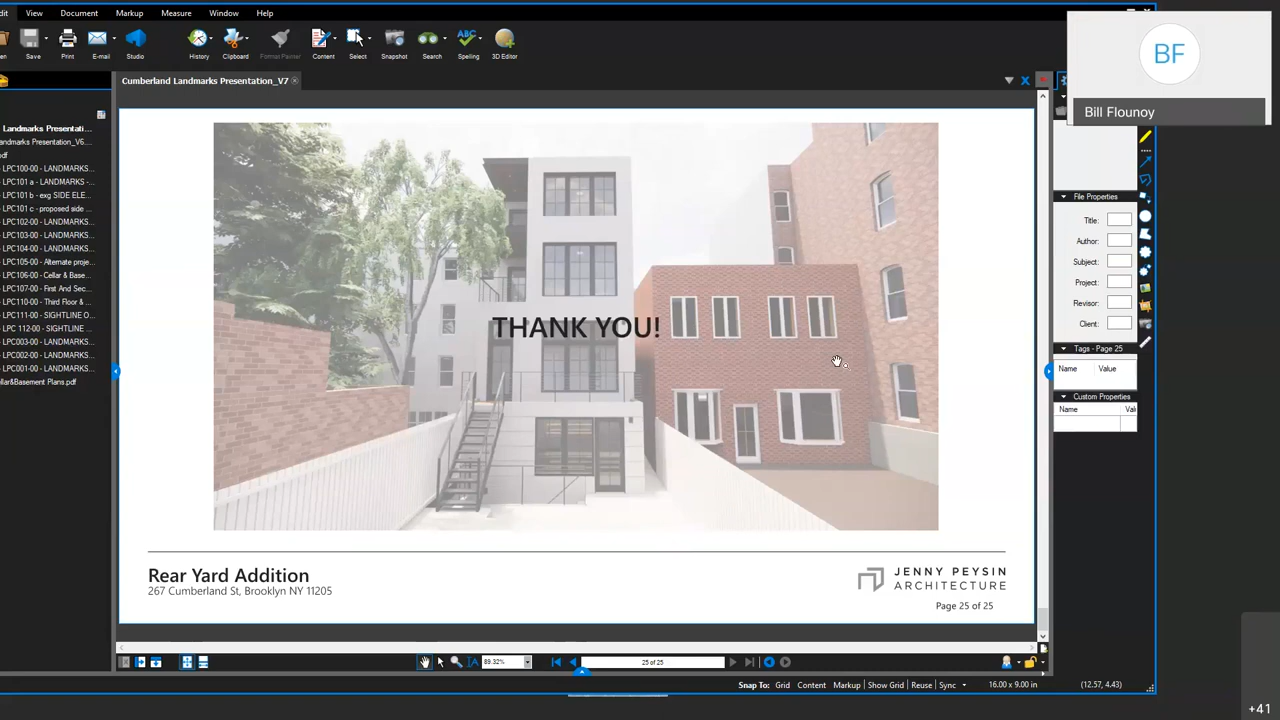 dit View Document Markup Measure Window Help
Save Print E-mail Studio History Clipboard Format Painter Content Select Snapshot Search Spelling 3D Editor
ABC
BF
Bill Flounoy
Cumberland Landmarks Presentation_V7
Landmarks Presentati...
andmarks Presentation_V6....
pdf
LPC100-00 - LANDMARKS...
LPC101 a - LANDMARKS -...
LPC101 b - exg SIDE ELE...
LPC101 c - proposed side ...
LPC102-00 - LANDMARKS...
LPC103-00 - LANDMARKS...
LPC104-00 - LANDMARKS...
LPC105-00 - Alternate proje...
LPC106-00 - Cellar & Base...
LPC107-00 - First And Sec...
LPC110-00 - Third Floor & ...
LPC111-00 - SIGHTLINE O...
LPC 112-00 - SIGHTLINE ...
LPC003-00 - LANDMARKS...
LPC002-00 - LANDMARKS...
LPC001-00 - LANDMARKS...
ellar&Basement Plans.pdf
THANK YOU!
Rear Yard Addition
267 Cumberland St, Brooklyn NY 11205
JENNY PEYSIN
ARCHITECTURE
Page 25 of 25
File Properties
Title:
Author:
Subject:
Project:
Revisor:
Client:
Tags - Page 25
Name Value
Custom Properties
Name Val
89.32% 25 of 25
Snap To: Grid Content Markup Show Grid Reuse Sync 16.00 x 9.00 in (12.57, 4.43)
+41